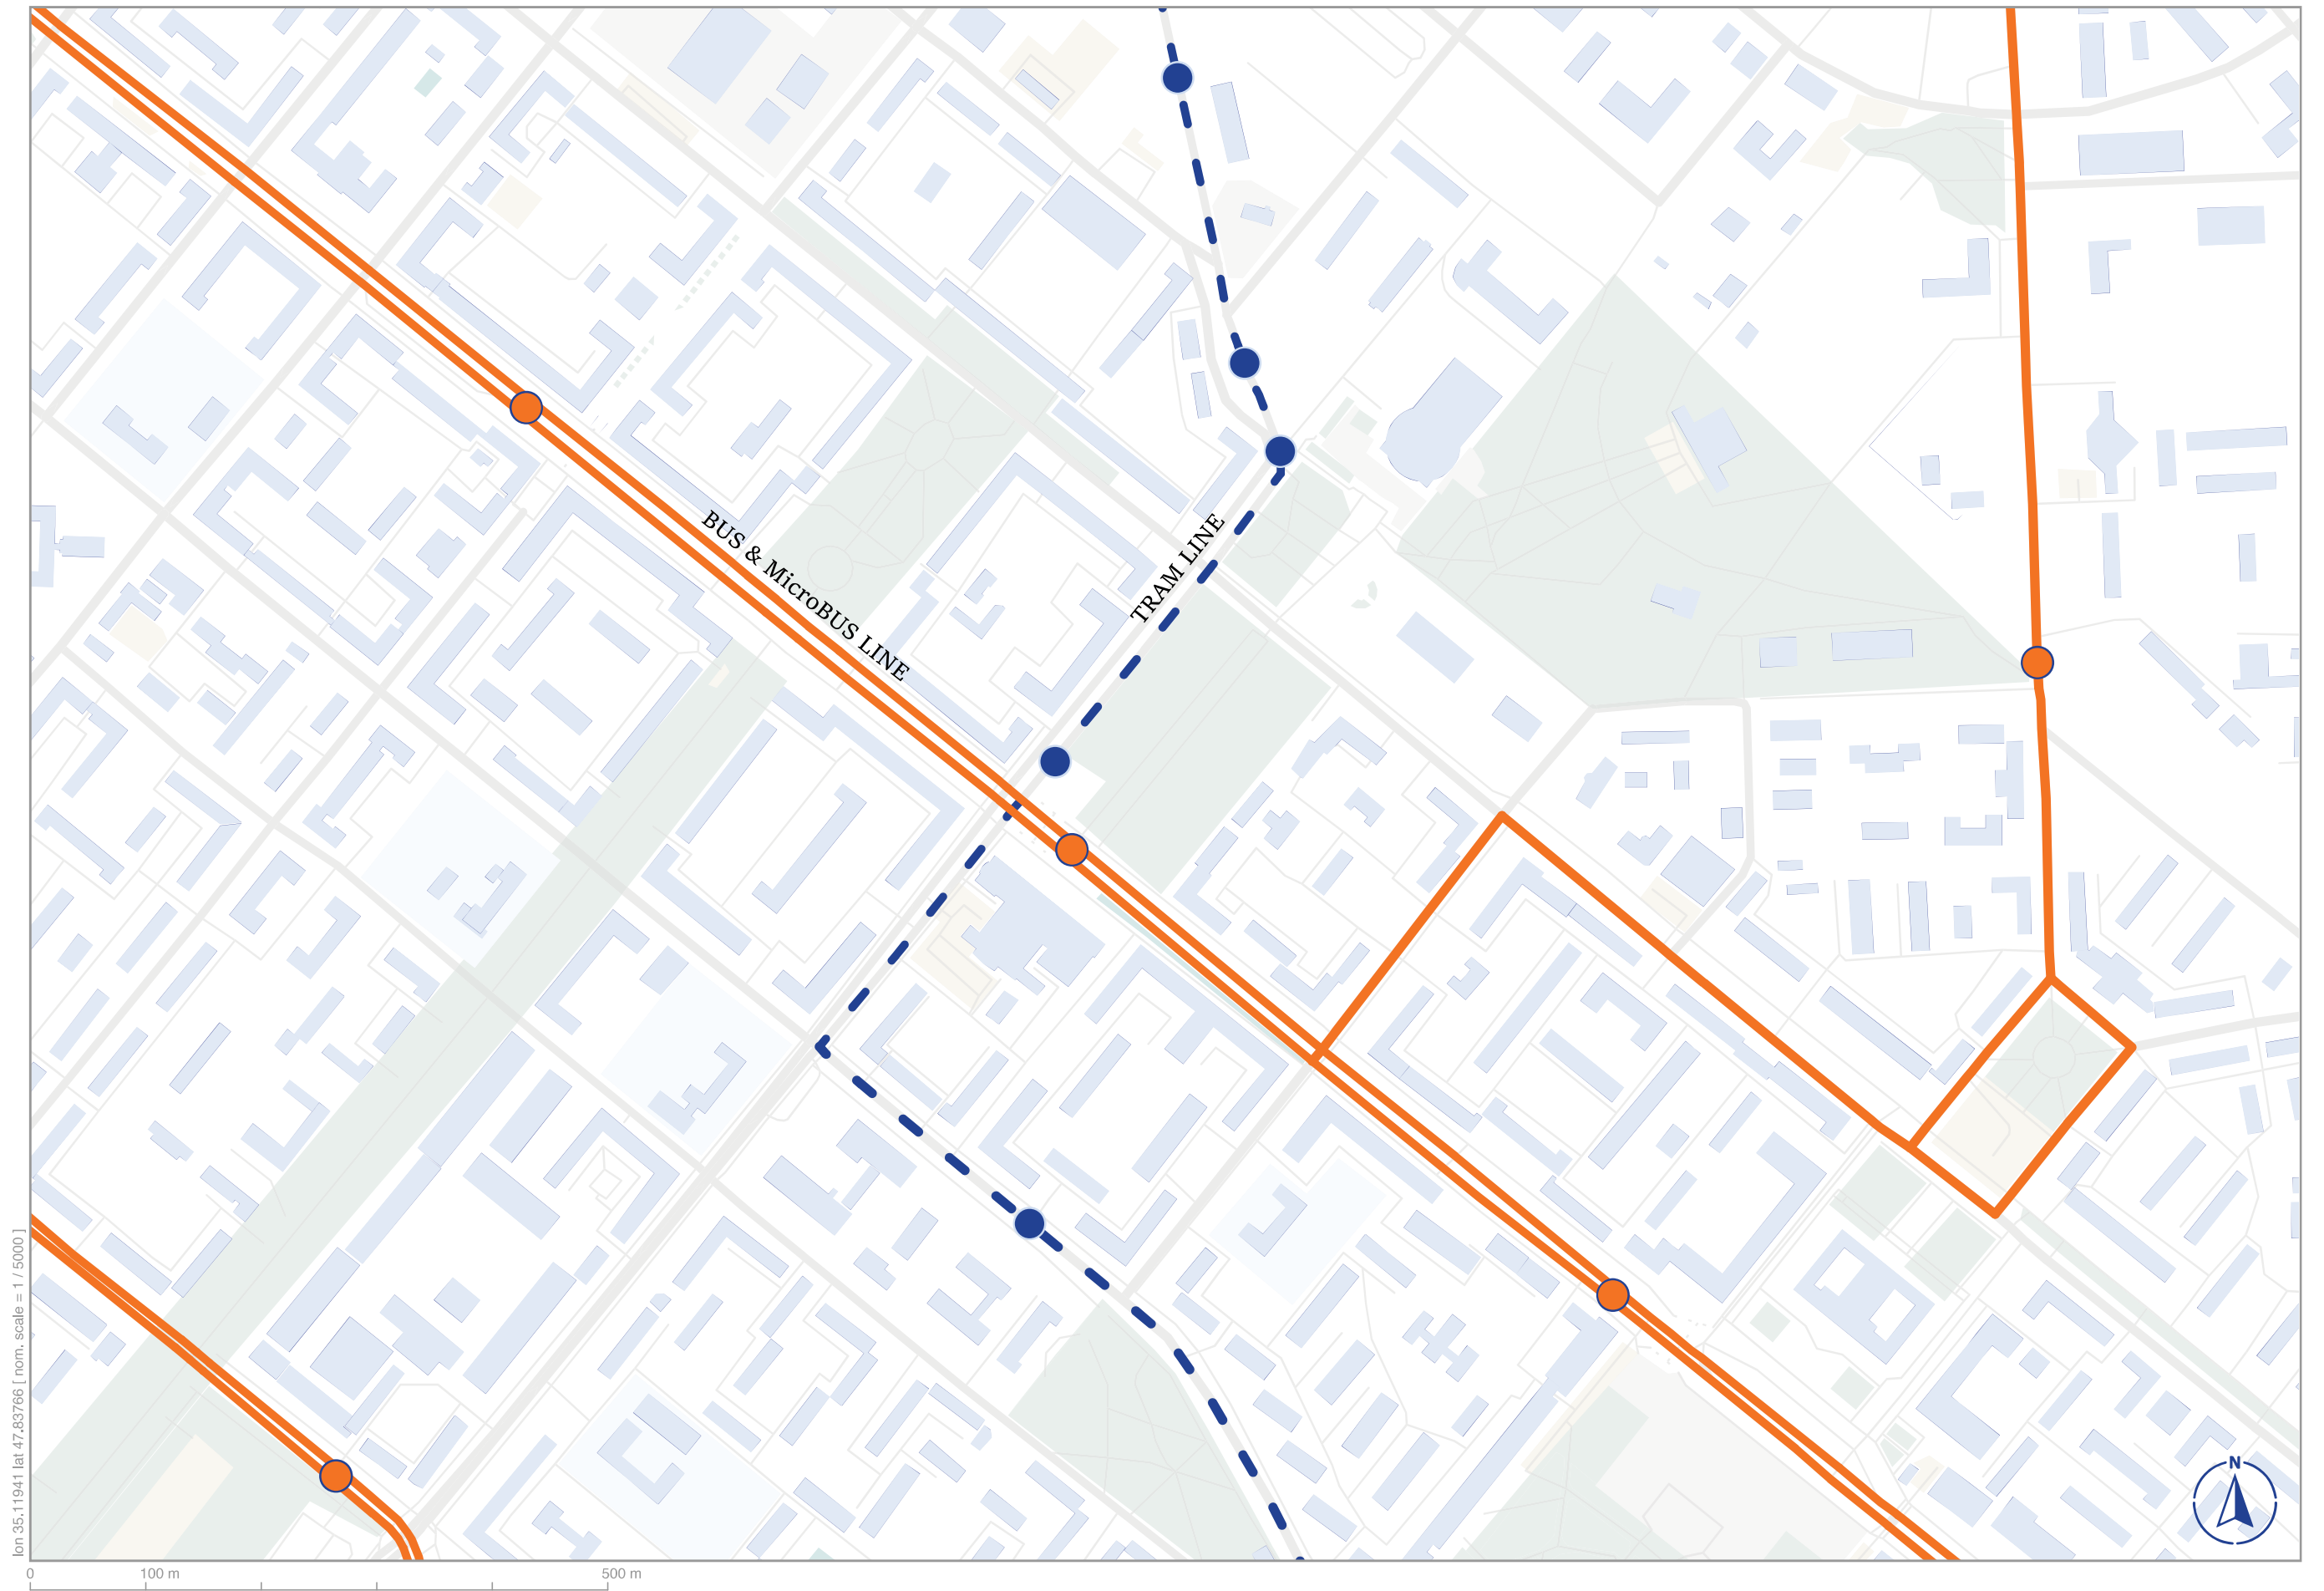 BUS & MicroBUS LINE
TRAM LINE
N
lon 35.11941 lat 47.83766 [ nom. scale = 1 / 5000 ]
0 100 m 500 m